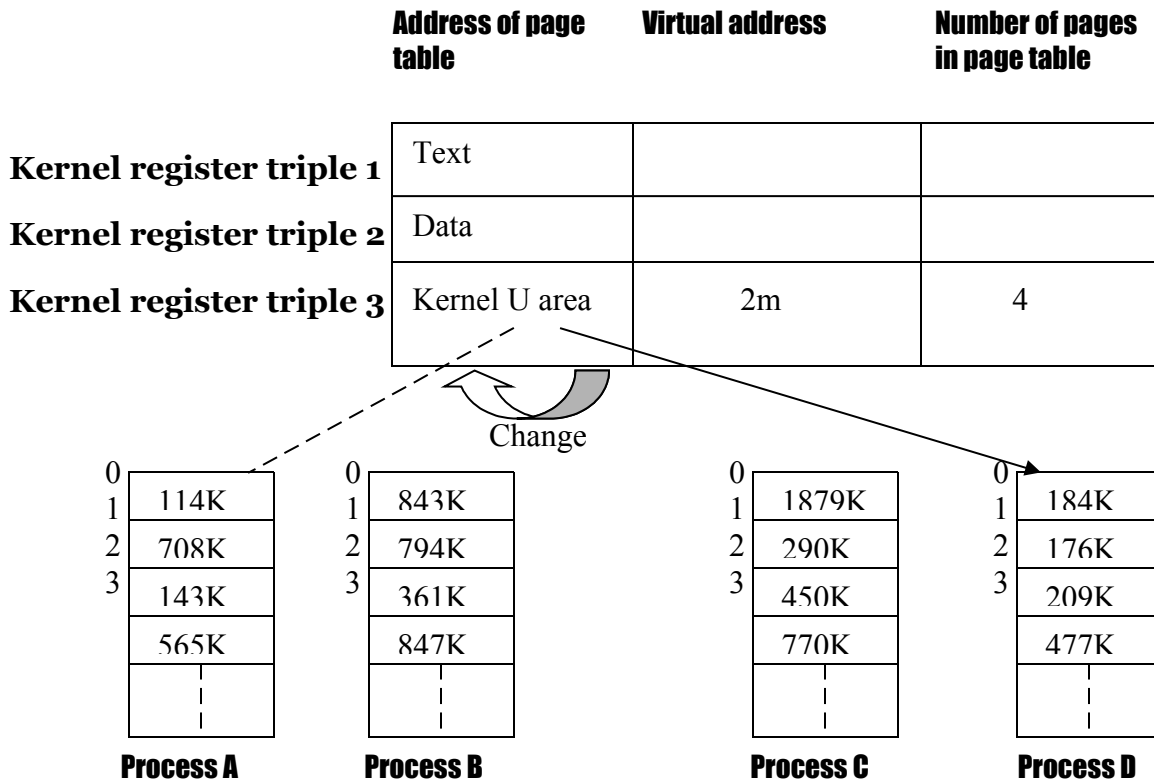 Address of page table
Virtual address
Number of pages in page table
Kernel register triple 1
Text
Kernel register triple 2
Data
Kernel register triple 3
Kernel U area
2m
4
Change
0
1
2
3
114K
708K
143K
565K
Process A
0
1
2
3
843K
794K
361K
847K
Process B
0
1
2
3
1879K
290K
450K
770K
Process C
0
1
2
3
184K
176K
209K
477K
Process D